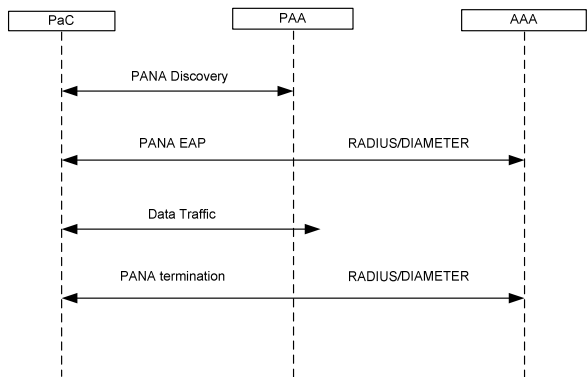 PaC
PAA
AAA
PANA Discovery
PANA EAP
RADIUS/DIAMETER
Data Traffic
PANA termination
RADIUS/DIAMETER